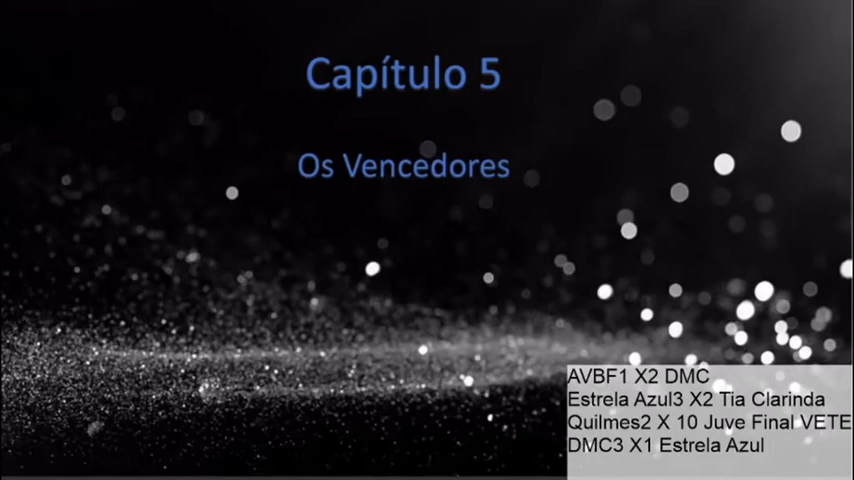 Capítulo 5
Os Vencedores
AVBF1 X2 DMC
Estrela Azul3 X2 Tia Clarinda
Quilmes2 X 10 Juve Final VETE
DMC3 X1 Estrela Azul